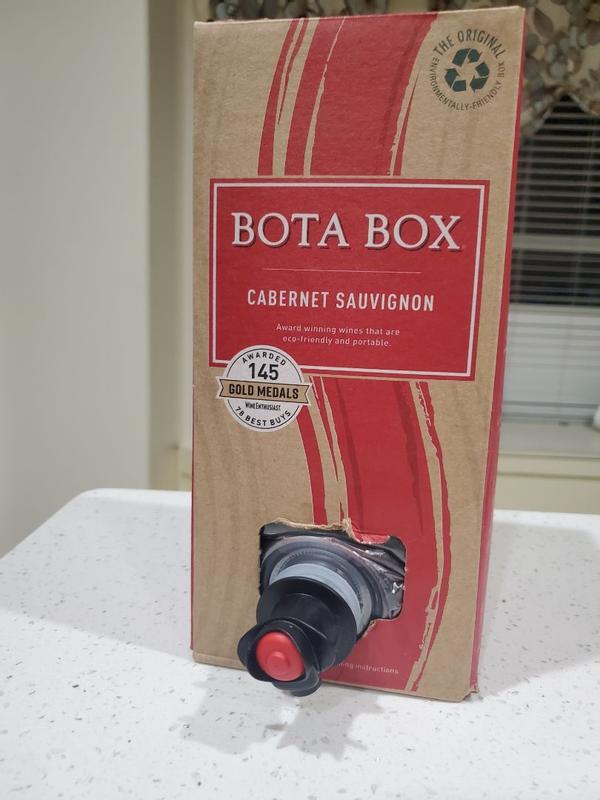 THE ORIGINAL
ENVIRONMENTALLY-FRIENDLY BOX
BOTA BOX
CABERNET SAUVIGNON
Award winning wines that are
eco-friendly and portable.
AWARDED
145
GOLD MEDALS
WINEENTHUSIAST
78 BEST BUYS
instructions